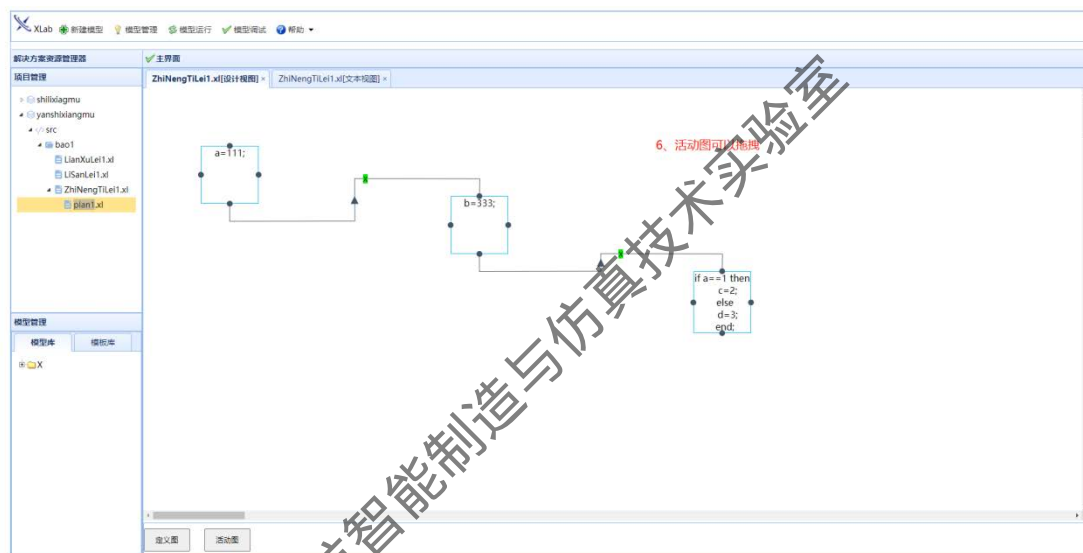 XLab 新建模型 模型管理 模型运行 模型调试 帮助
解决方案资源管理器
主界面
项目管理
ZhiNengTiLei1.xl[设计视图] × ZhiNengTiLei1.xl[文本视图] ×
shilixiagmu
yanshixiangmu
src
bao1
LianXuLei1.xl
LiSanLei1.xl
ZhiNengTiLei1.xl
plan1.xl
a=111;
X
b=333;
X
if a==1 then
c=2;
else
d=3;
end;
6、活动图可以拖拽
模型管理
模型库 模板库
X
定义图 活动图
智能制造与仿真技术实验室